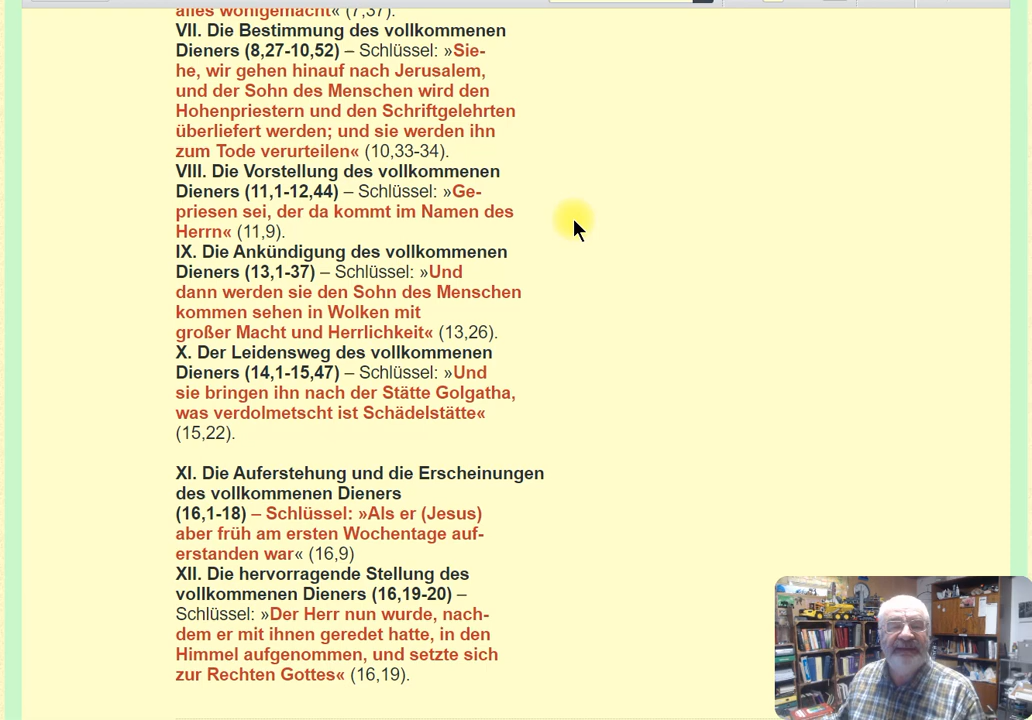 alles wohlgemacht« (7,37).
VII. Die Bestimmung des vollkommenen
Dieners (8,27-10,52) – Schlüssel: »Sie-
he, wir gehen hinauf nach Jerusalem,
und der Sohn des Menschen wird den
Hohenpriestern und den Schriftgelehrten
überliefert werden; und sie werden ihn
zum Tode verurteilen« (10,33-34).
VIII. Die Vorstellung des vollkommenen
Dieners (11,1-12,44) – Schlüssel: »Ge-
priesen sei, der da kommt im Namen des
Herrn« (11,9).
IX. Die Ankündigung des vollkommenen
Dieners (13,1-37) – Schlüssel: »Und
dann werden sie den Sohn des Menschen
kommen sehen in Wolken mit
großer Macht und Herrlichkeit« (13,26).
X. Der Leidensweg des vollkommenen
Dieners (14,1-15,47) – Schlüssel: »Und
sie bringen ihn nach der Stätte Golgatha,
was verdolmetscht ist Schädelstätte«
(15,22).
XI. Die Auferstehung und die Erscheinungen
des vollkommenen Dieners
(16,1-18) – Schlüssel: »Als er (Jesus)
aber früh am ersten Wochentage auf-
erstanden war« (16,9)
XII. Die hervorragende Stellung des
vollkommenen Dieners (16,19-20) –
Schlüssel: »Der Herr nun wurde, nach-
dem er mit ihnen geredet hatte, in den
Himmel aufgenommen, und setzte sich
zur Rechten Gottes« (16,19).